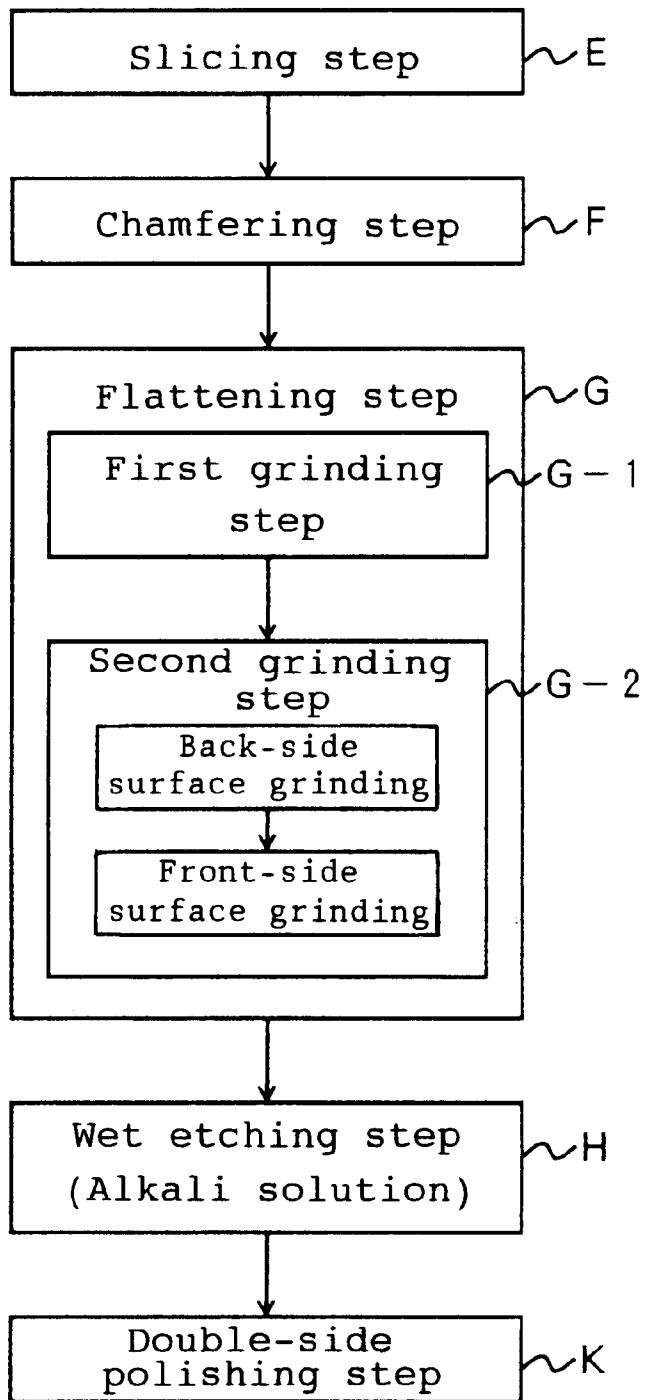 Slicing step E
Chamfering step F
Flattening step G
First grinding G-1
step
Second grinding
step G-2
Back-side
surface grinding
Front-side
surface grinding
Wet etching step H
(Alkali solution)
Double-side
polishing step K